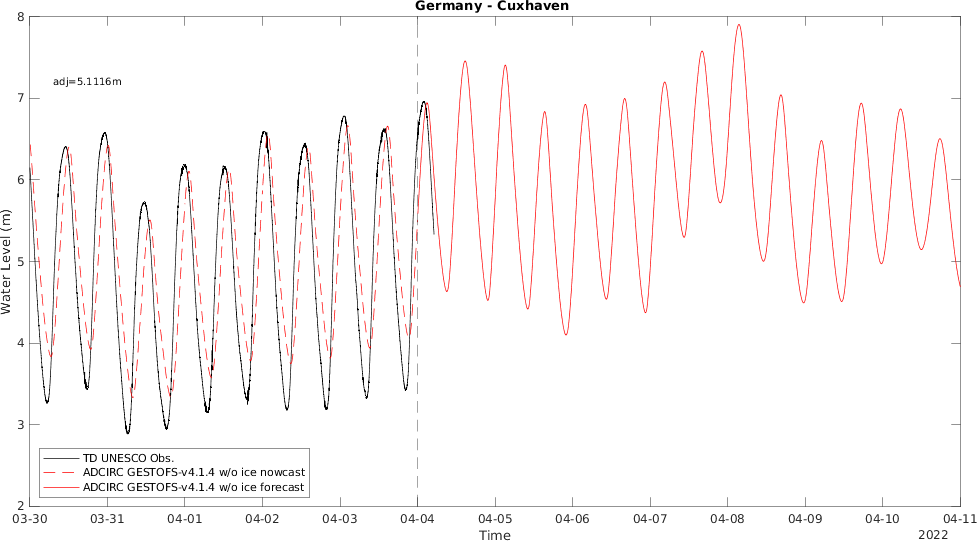 Germany - Cuxhaven
adj=5.1116m
8
7
6
5
4
3
2
Water Level (m)
TD UNESCO Obs.
ADCIRC GESTOFS-v4.1.4 w/o ice nowcast
ADCIRC GESTOFS-v4.1.4 w/o ice forecast
03-30 03-31 04-01 04-02 04-03 04-04 04-05 04-06 04-07 04-08 04-09 04-10 04-11
Time
2022